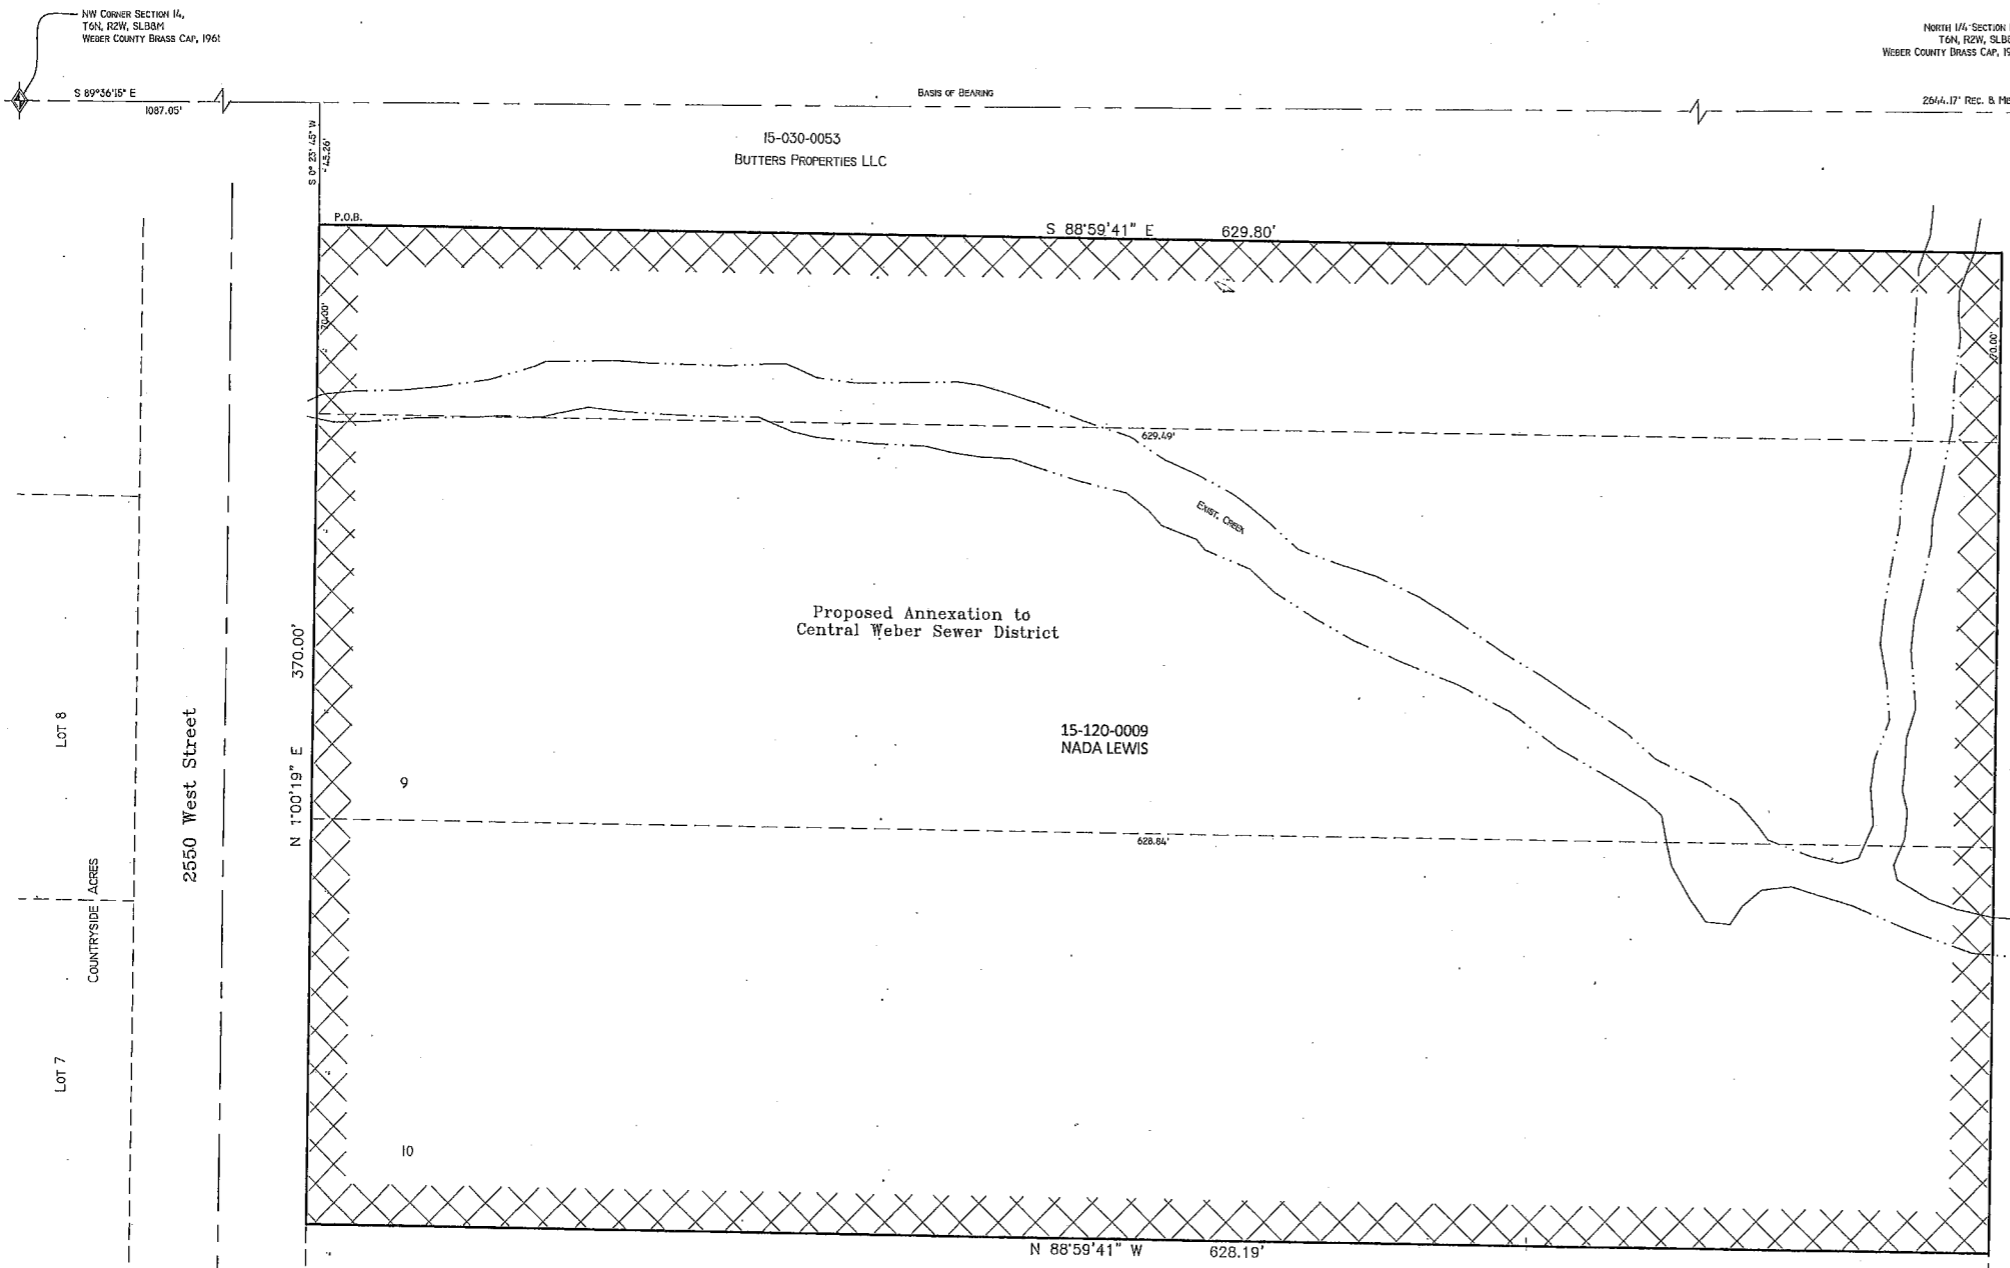 NW CORNER SECTION 14,
T6N, R2W, SLB&M
WEBER COUNTY BRASS CAP, 1961
NORTH 1/4 SECTION
T6N, R2W,
WEBER COUNTY BRASS CAP,
S 89°36'15" E
1087.05'
BASIS OF BEARING
2644.17' REC. &
S 0° 23' 45" W
45.26'
15-030-0053
BUTTERS PROPERTIES LLC
P.O.B.
S 88°59'41" E 629.80'
70.00'
70.00'
629.49'
EXIST. CREEK
Proposed Annexation to
Central Weber Sewer District
370.00'
N 1°00'19" E
15-120-0009
NADA LEWIS
LOT 8
2550 West Street
9
628.84'
COUNTRYSIDE ACRES
LOT 7
10
N 88°59'41" W 628.19'